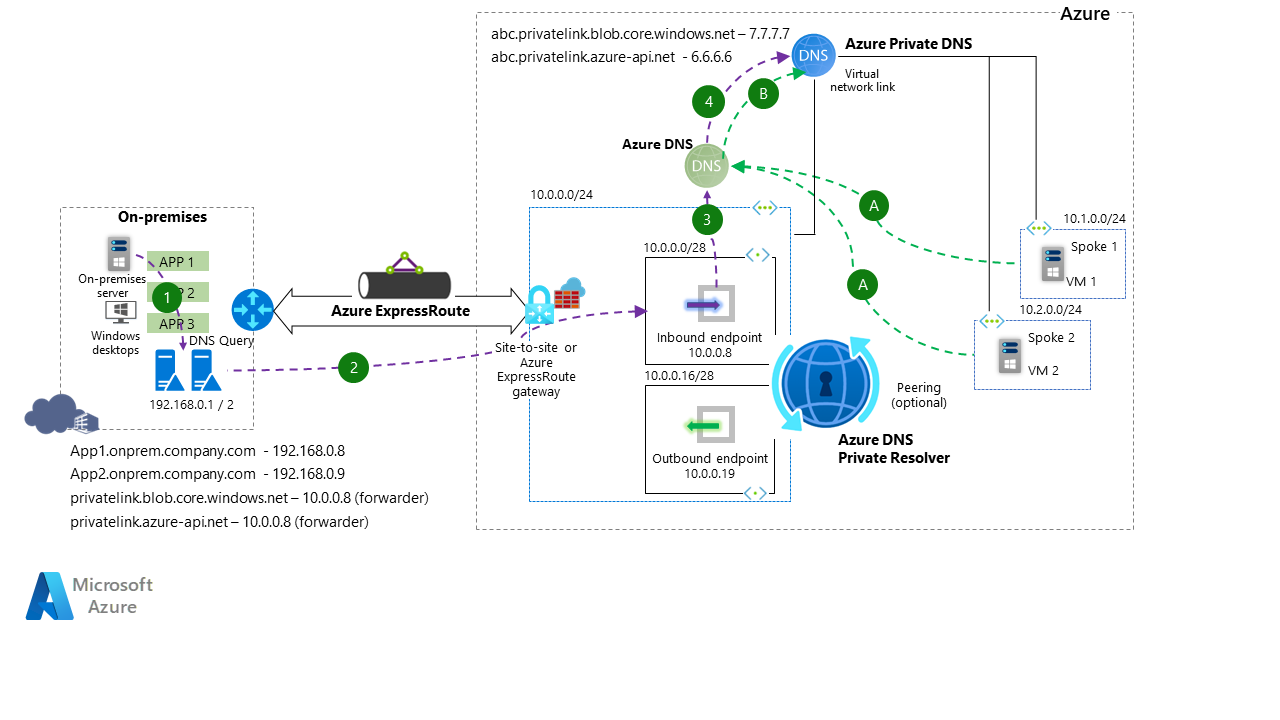 Azure
abc.privatelink.blob.core.windows.net – 7.7.7.7
abc.privatelink.azure-api.net - 6.6.6.6
DNS
Azure Private DNS
Virtual
network link
4
B
Azure DNS
DNS
10.0.0.0/24
3
A
A
10.1.0.0/24
Spoke 1
VM 1
10.2.0.0/24
Spoke 2
VM 2
On-premises
On-premises
server
Windows
desktops
APP 1
2
APP 3
1
DNS Query
192.168.0.1 / 2
Azure ExpressRoute
2
Site-to-site or
Azure
ExpressRoute
gateway
10.0.0.0/28
Inbound endpoint
10.0.0.8
10.0.0.16/28
Outbound endpoint
10.0.0.19
Peering
(optional)
Azure DNS
Private Resolver
App1.onprem.company.com - 192.168.0.8
App2.onprem.company.com - 192.168.0.9
privatelink.blob.core.windows.net – 10.0.0.8 (forwarder)
privatelink.azure-api.net – 10.0.0.8 (forwarder)
Microsoft
Azure